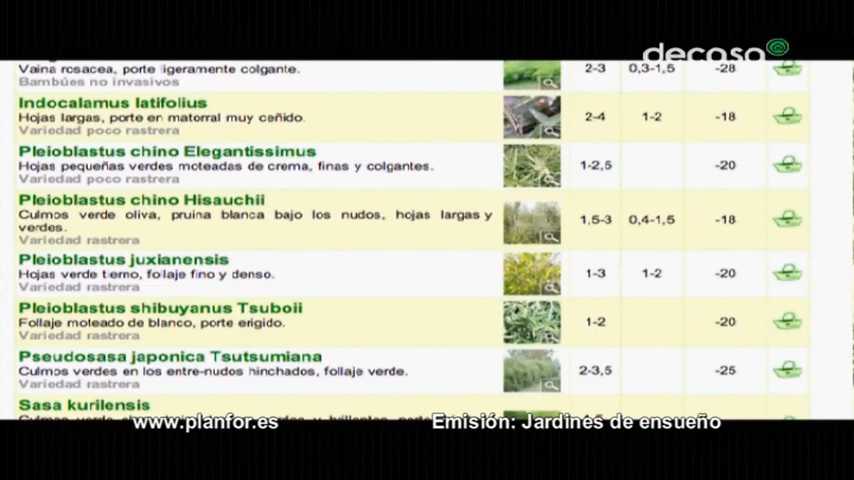 decasa
Vaina rosacea, porte ligeramente colgante.
Bambúes no invasivos
2-3 0,3-1,5 -28
Indocalamus latifolius
Hojas largas, porte en matorral muy ceñido.
Variedad poco rastrera
2-4 1-2 -18
Pleioblastus chino Elegantissimus
Hojas pequeñas verdes moteadas de crema, finas y colgantes.
Variedad poco rastrera
1-2,5 -20
Pleioblastus chino Hisauchii
Culmos verde oliva, pruina blanca bajo los nudos, hojas largas y
verdes.
Variedad rastrera
1,5-3 0,4-1,5 -18
Pleioblastus juxianensis
Hojas verde tierno, follaje fino y denso.
Variedad rastrera
1-3 1-2 -20
Pleioblastus shibuyanus Tsuboii
Follaje moteado de blanco, porte erigido.
Variedad rastrera
1-2 -20
Pseudosasa japonica Tsutsumiana
Culmos verdes en los entre-nudos hinchados, follaje verde.
Variedad rastrera
2-3,5 -25
Sasa kurilensis
www.planfor.es Emisión: Jardines de ensueño